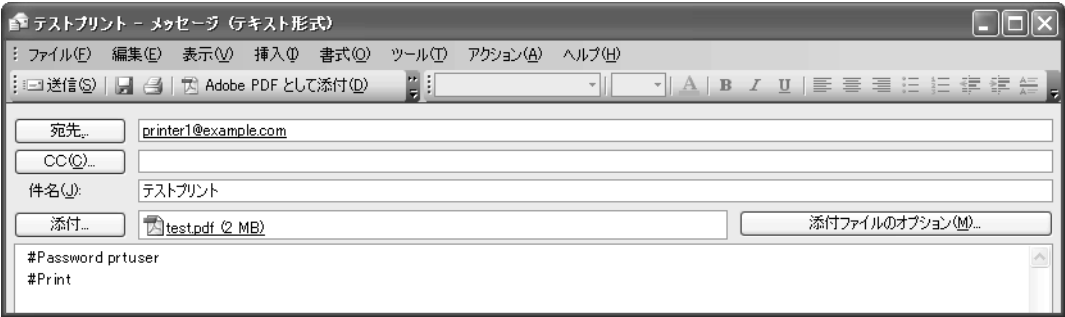 テストプリント - メッセージ (テキスト形式)
ファイル(F) 編集(E) 表示(V) 挿入(I) 書式(O) ツール(T) アクション(A) ヘルプ(H)
送信(S) Adobe PDF として添付(D) A B I U
宛先... printer1@example.com
CC(C)...
件名(J): テストプリント
添付... test.pdf (2 MB) 添付ファイルのオプション(M)...
#Password prtuser
#Print